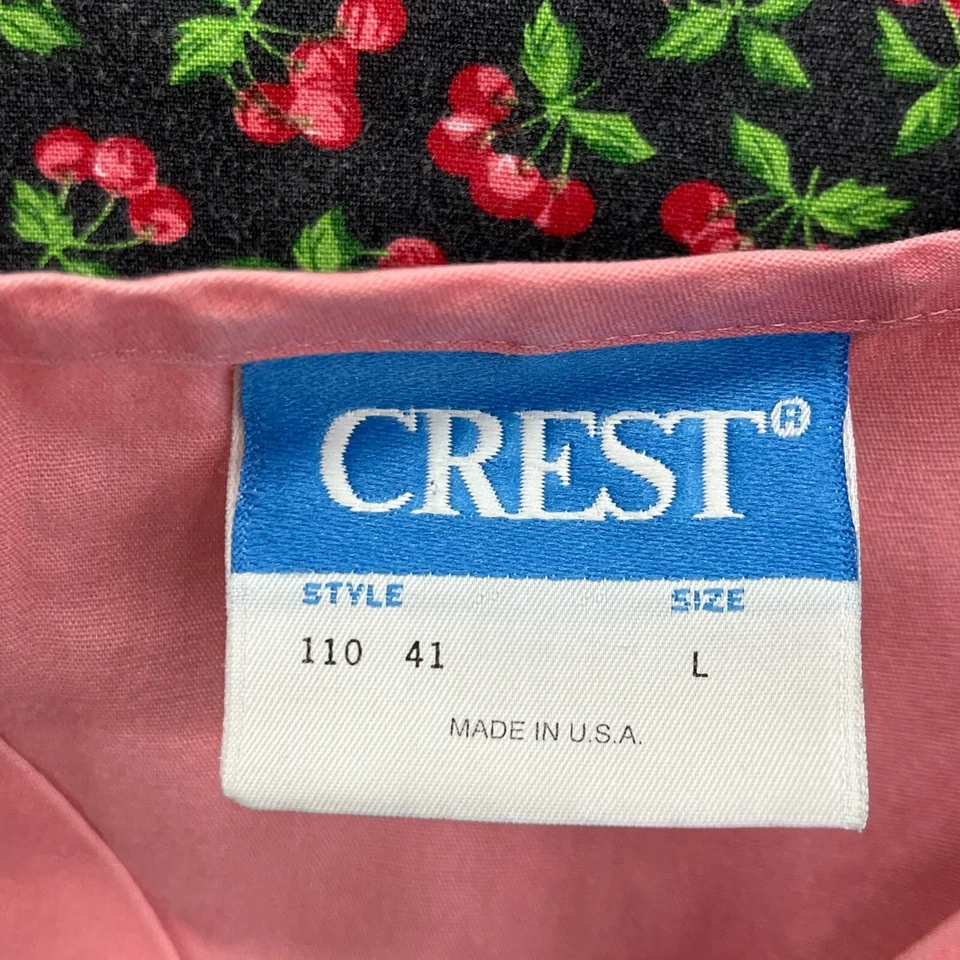 CREST®
STYLE SIZE
110 41 L
MADE IN U.S.A.